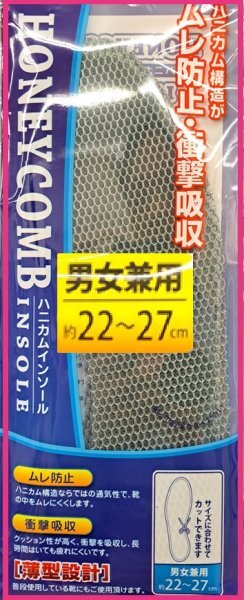 ハニカム構造が
ムレ防止・衝撃吸収
HONEYCOMB
ハニカムインソール
INSOLE
男女兼用
約22～27cm
ムレ防止
ハニカム構造ならではの通気性で、靴
の中をムレにくくします。
衝撃吸収
クッション性が高く、衝撃を吸収し、長
時間はいても疲れにくいです。
【薄型設計】
普段使用している靴にもご使用頂けます。
サイズに合わせて
カットできます
男女兼用
約22～27cm